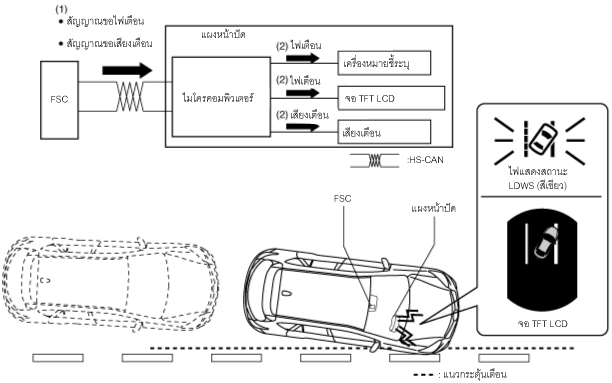 (1)
• สัญญาณขอไฟเตือน
• สัญญาณขอเสียงเตือน
แผงหน้าปัด
FSC
ไมโครคอมพิวเตอร์
(2) ไฟเตือน
เครื่องหมายชี้ระบุ
(2) ไฟเตือน
จอ TFT LCD
(2) เสียงเตือน
เสียงเตือน
:HS-CAN
ไฟแสดงสถานะ
LDWS (สีเขียว)
FSC
แผงหน้าปัด
จอ TFT LCD
: แนวกระตุ้นเตือน